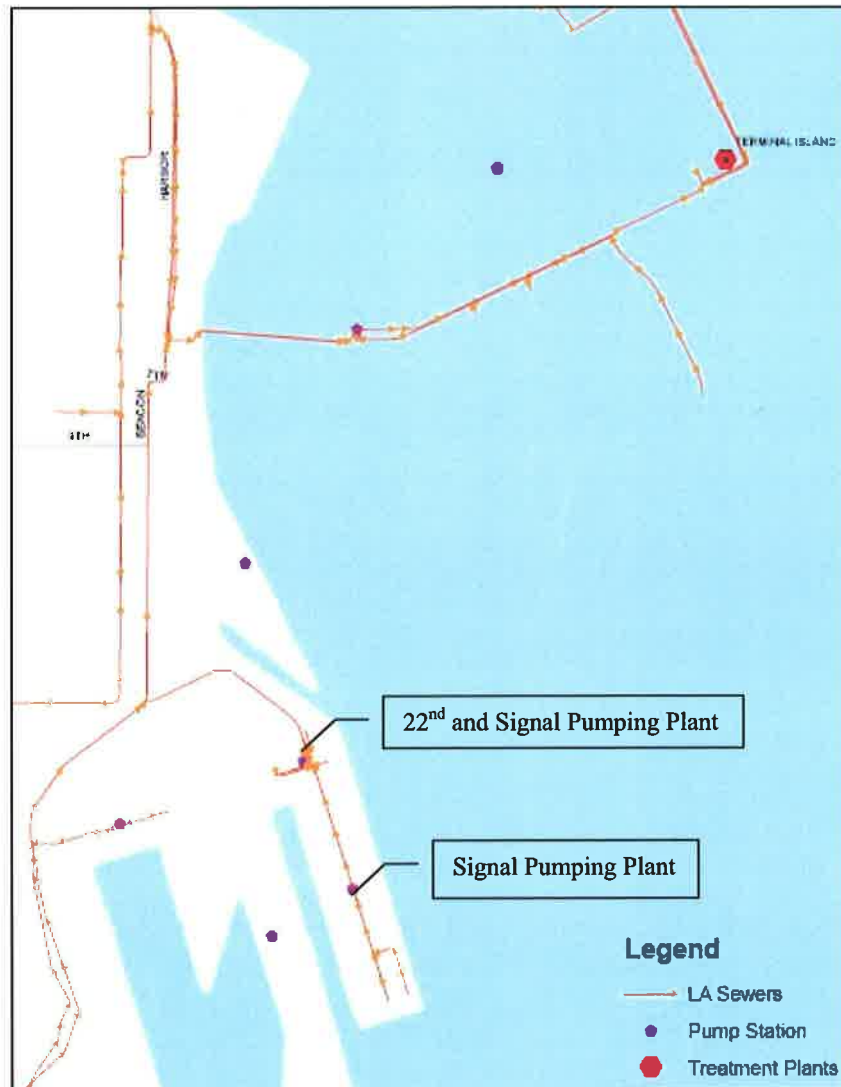 TERMINAL ISLAND
HARBOR
7TH
BEACON
22nd and Signal Pumping Plant
Signal Pumping Plant
Legend
LA Sewers
Pump Station
Treatment Plants